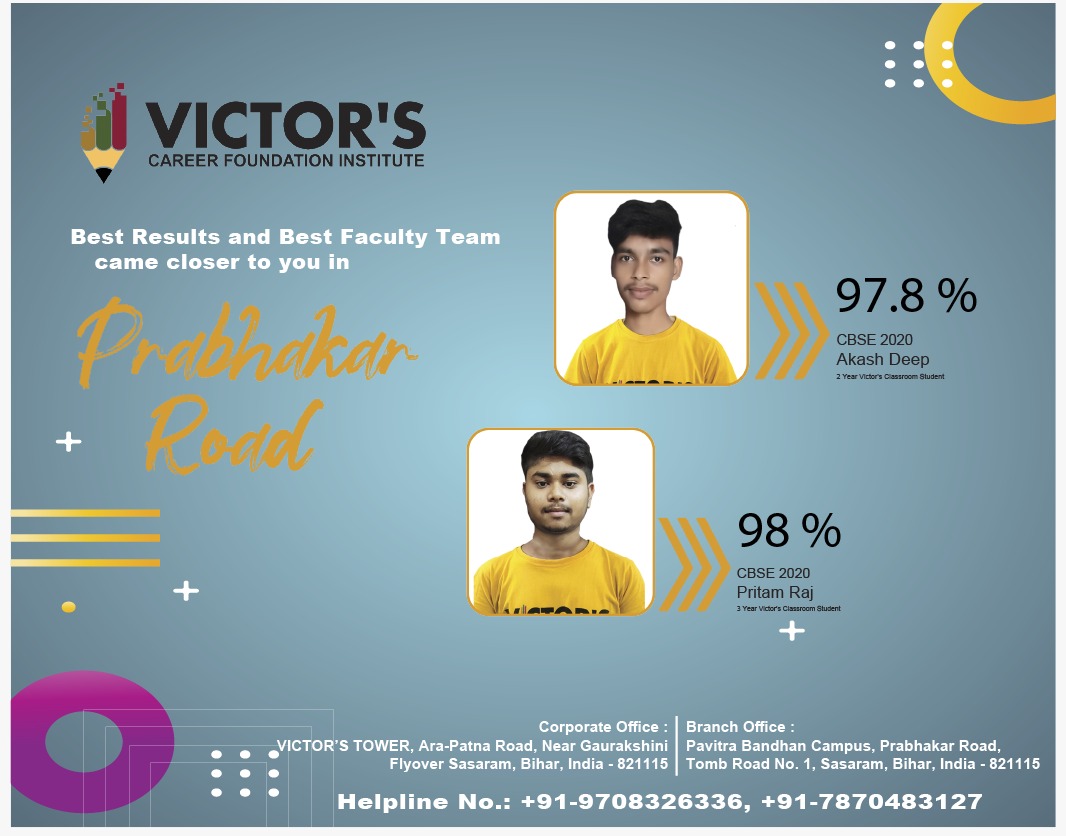 VICTOR'S
CAREER FOUNDATION INSTITUTE
Best Results and Best Faculty Team
came closer to you in
Prabhakar
Road
97.8 %
CBSE 2020
Akash Deep
2 Year Victor's Classroom Student
98 %
CBSE 2020
Pritam Raj
3 Year Victor's Classroom Student
VICTOR'S
Corporate Office :
VICTOR'S TOWER, Ara-Patna Road, Near Gaurakshini
Flyover Sasaram, Bihar, India - 821115
Branch Office :
Pavitra Bandhan Campus, Prabhakar Road,
Tomb Road No. 1, Sasaram, Bihar, India - 821115
Helpline No.: +91-9708326336, +91-7870483127